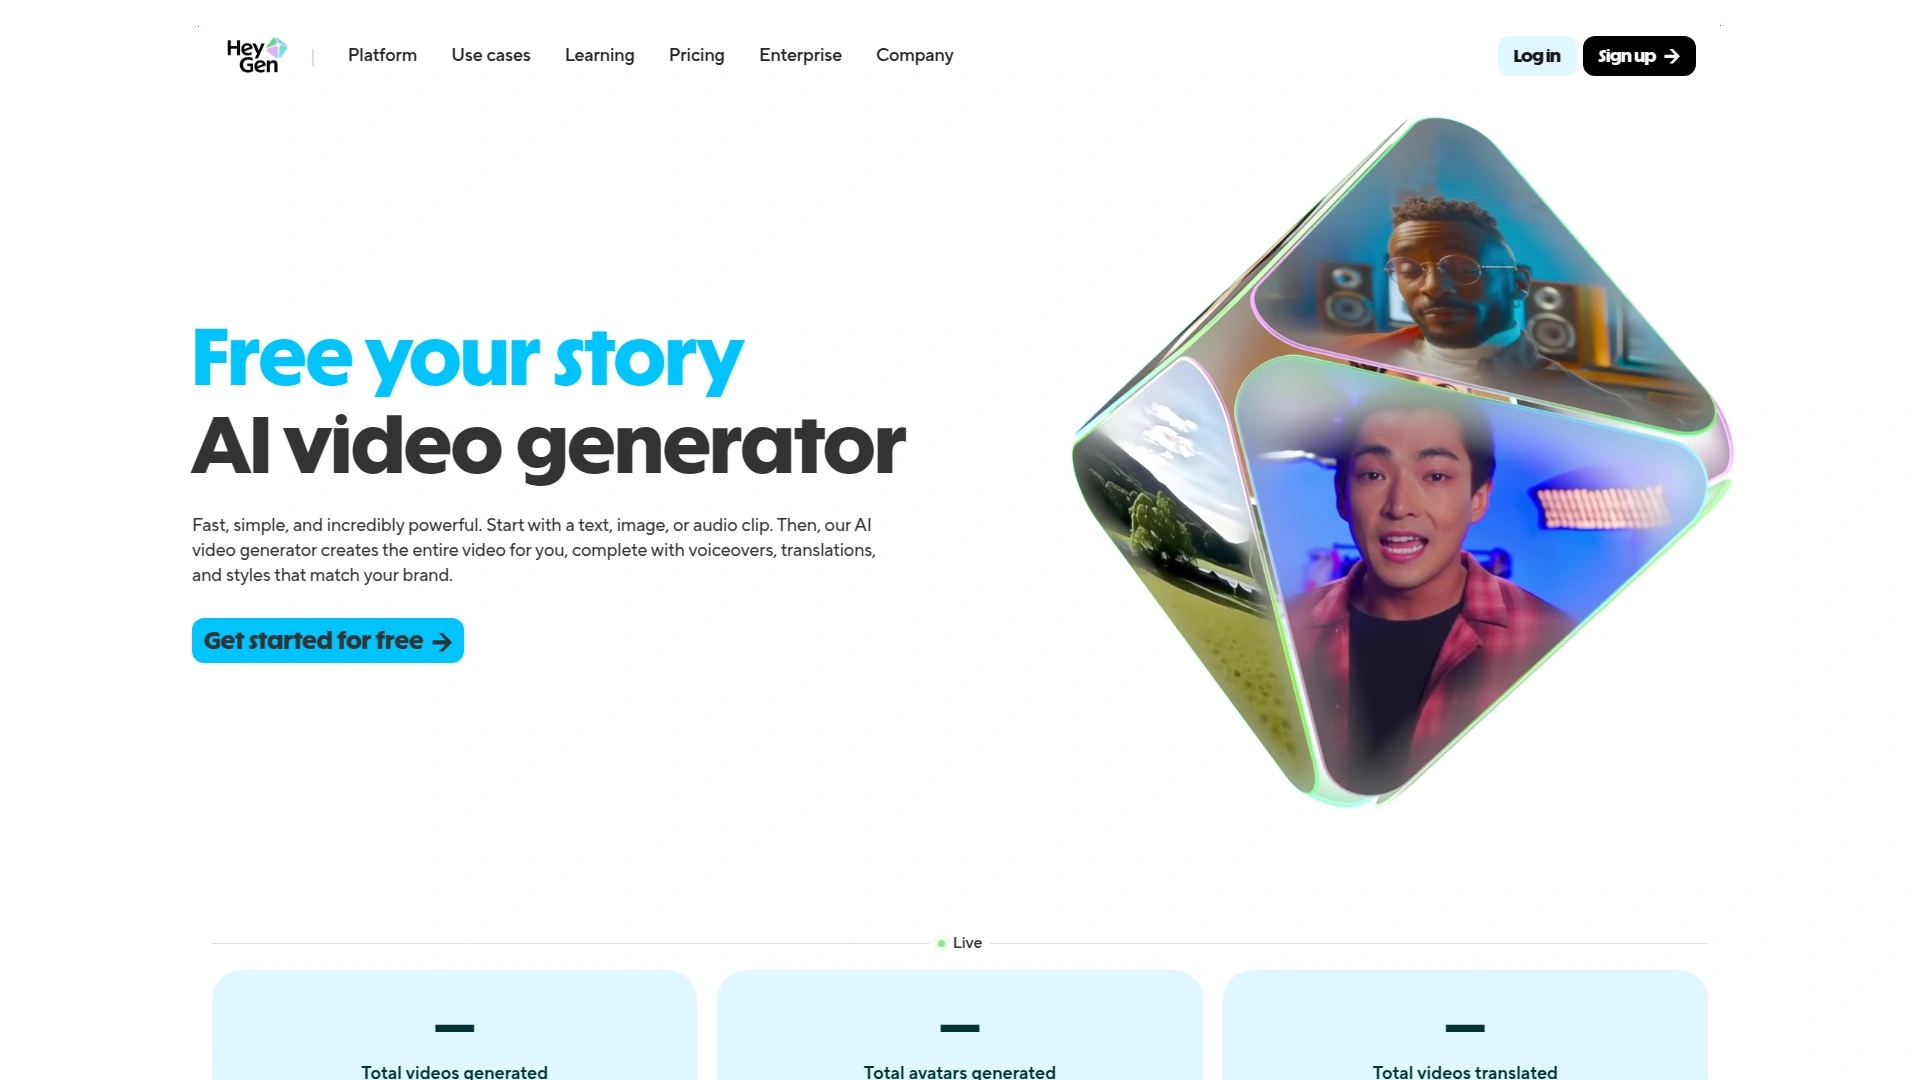 Hey
Gen
Platform
Use cases
Learning
Pricing
Enterprise
Company
Log in
Sign up
Free your story
AI video generator
Fast, simple, and incredibly powerful. Start with a text, image, or audio clip. Then, our AI
video generator creates the entire video for you, complete with voiceovers, translations,
and styles that match your brand.
Get started for free
Live
Total videos generated
Total avatars generated
Total videos translated